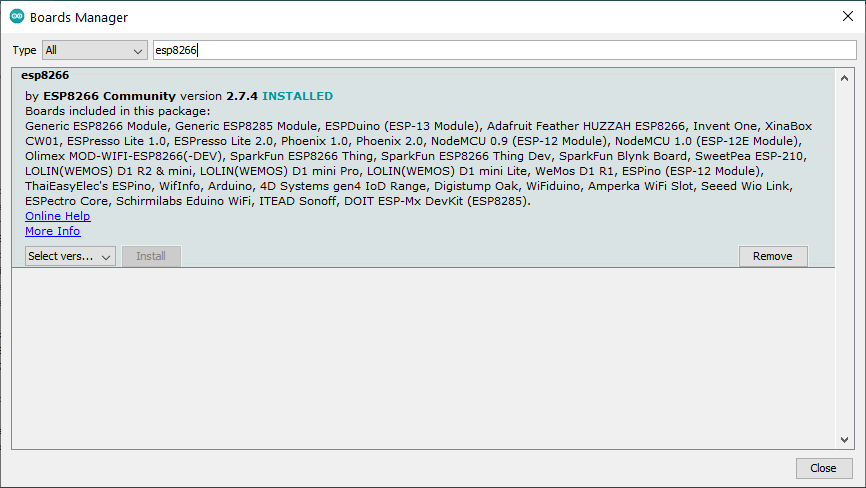 Boards Manager
Type All esp8266
esp8266
by ESP8266 Community version 2.7.4 INSTALLED
Boards included in this package:
Generic ESP8266 Module, Generic ESP8285 Module, ESPDuino (ESP-13 Module), Adafruit Feather HUZZAH ESP8266, Invent One, XinaBox
CW01, ESPresso Lite 1.0, ESPresso Lite 2.0, Phoenix 1.0, Phoenix 2.0, NodeMCU 0.9 (ESP-12 Module), NodeMCU 1.0 (ESP-12E Module),
Olimex MOD-WIFI-ESP8266(-DEV), SparkFun ESP8266 Thing, SparkFun ESP8266 Thing Dev, SparkFun Blynk Board, SweetPea ESP-210,
LOLIN(WEMOS) D1 R2 & mini, LOLIN(WEMOS) D1 mini Pro, LOLIN(WEMOS) D1 mini Lite, WeMos D1 R1, ESPino (ESP-12 Module),
ThaiEasyElec's ESPino, WifInfo, Arduino, 4D Systems gen4 IoD Range, Digistump Oak, WiFiduino, Amperka WiFi Slot, Seeed Wio Link,
ESPectro Core, Schirmilabs Eduino WiFi, ITEAD Sonoff, DOIT ESP-Mx DevKit (ESP8285).
Online Help
More Info
Select vers... Install Remove
Close